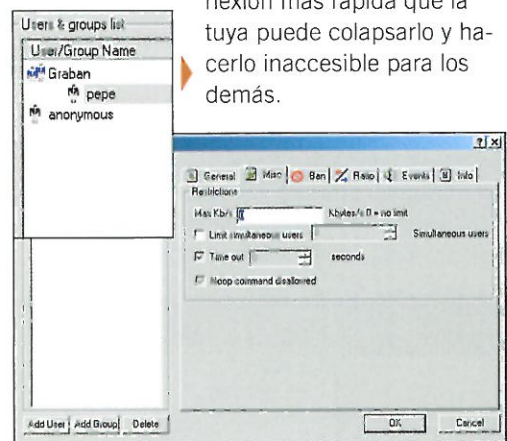 nexión más rápida que la
tuya puede colapsarlo y ha-
cerlo inaccesible para los
demás.
Users & groups list
User/Group Name
Graban
pepe
anonymous
General Misc Ban Ratio Events Info
Restrictions
Max Kb/s Kbytes/s 0 = no limit
Limit simultaneous users Simultaneous users
Time out seconds
Noop command disallowed
Add User Add Group Delete
OK Cancel